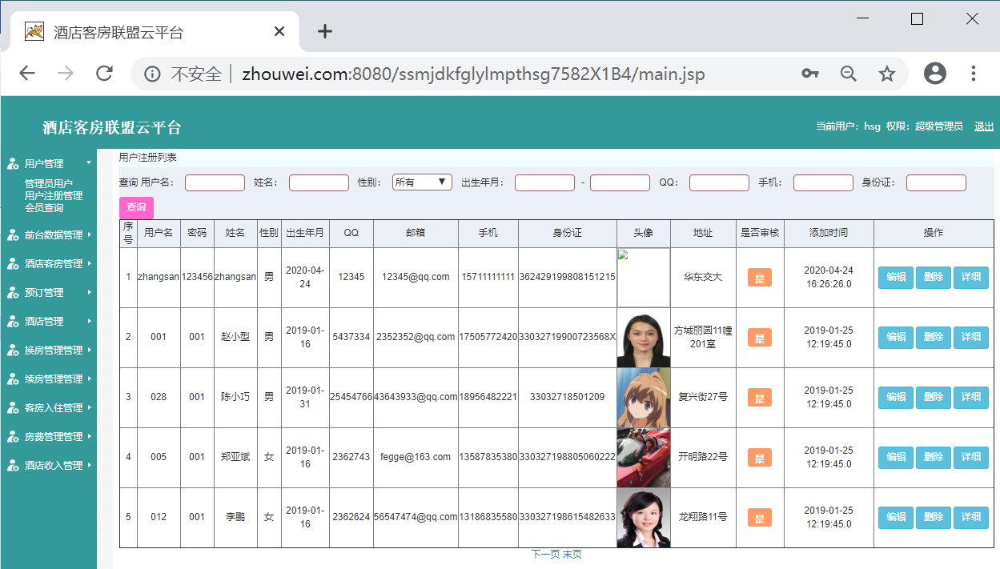 酒店客房联盟云平台
不安全 zhouwei.com:8080/ssmjdkfglylmpthsg7582X1B4/main.jsp
酒店客房联盟云平台
当前用户：hsg 权限：超级管理员 退出
用户管理
管理员用户
用户注册管理
会员查询
前台数据管理
酒店客房管理
预订管理
酒店管理
换房管理管理
续房管理管理
客房入住管理
房费管理管理
酒店收入管理
用户注册列表
查询 用户名： 姓名： 性别： 所有 出生年月： - QQ： 手机： 身份证：
查询
序号 用户名 密码 姓名 性别 出生年月 QQ 邮箱 手机 身份证 头像 地址 是否审核 添加时间 操作
1 zhangsan 123456 zhangsan 男 2020-04-24 12345 12345@qq.com 15711111111 362429199808151215 华东交大 是 2020-04-24 16:26:26.0 编辑 删除 详细
2 001 001 赵小型 男 2019-01-16 5437334 2352352@qq.com 17505772420 33032719900723568X 方城丽园11幢201室 是 2019-01-25 12:19:45.0 编辑 删除 详细
3 028 001 陈小巧 男 2019-01-31 25454766 43643933@qq.com 18956482221 33032718501209 复兴街27号 是 2019-01-25 12:19:45.0 编辑 删除 详细
4 005 001 郑亚斌 女 2019-01-16 2362743 fegge@163.com 13587835380 330327198805060222 开明路22号 是 2019-01-25 12:19:45.0 编辑 删除 详细
5 012 001 李鹏 女 2019-01-16 2362624 56547474@qq.com 13186835580 330327198615482633 龙翔路11号 是 2019-01-25 12:19:45.0 编辑 删除 详细
下一页 末页